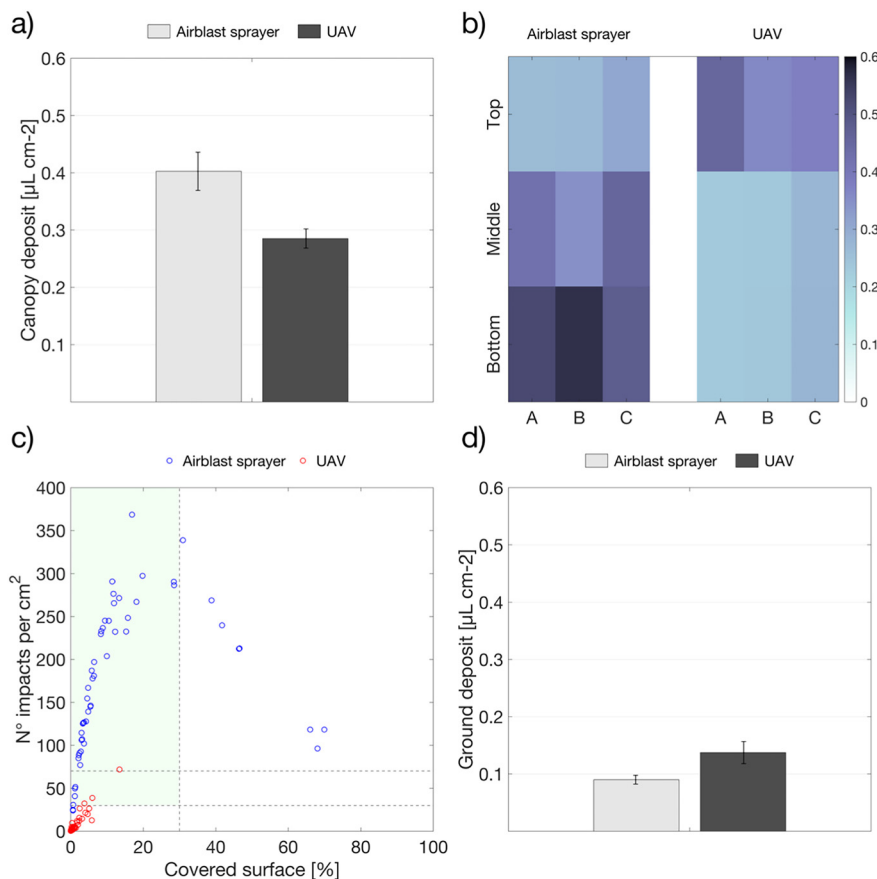 a)
Airblast sprayer UAV
0.6
0.5
0.4
0.3
0.2
0.1
Canopy deposit [µL cm-2]
b)
Airblast sprayer UAV
Top
Middle
Bottom
A B C A B C
0.6
0.5
0.4
0.3
0.2
0.1
0
c)
Airblast sprayer UAV
400
350
300
250
200
150
100
50
0
N° impacts per cm²
0 20 40 60 80 100
Covered surface [%]
d)
Airblast sprayer UAV
0.6
0.5
0.4
0.3
0.2
0.1
Ground deposit [µL cm-2]